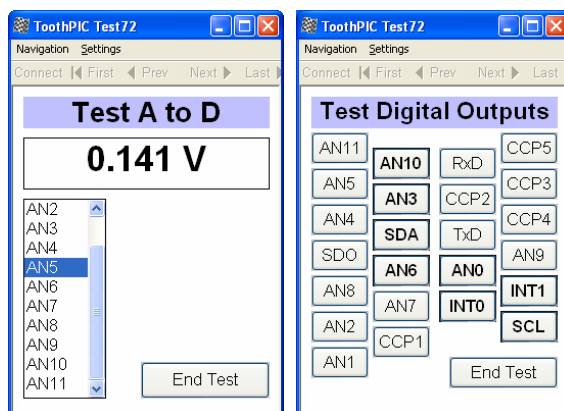 ToothPIC Test72
Navigation Settings
Connect First Prev Next Last
Test A to D
0.141 V
AN2
AN3
AN4
AN5
AN6
AN7
AN8
AN9
AN10
AN11
End Test
ToothPIC Test72
Navigation Settings
Connect First Prev Next Last
Test Digital Outputs
AN11
AN5
AN4
SDO
AN8
AN2
AN1
AN10
AN3
SDA
AN6
AN7
CCP1
RxD
CCP2
TxD
AN0
INT0
CCP5
CCP3
CCP4
AN9
INT1
SCL
End Test